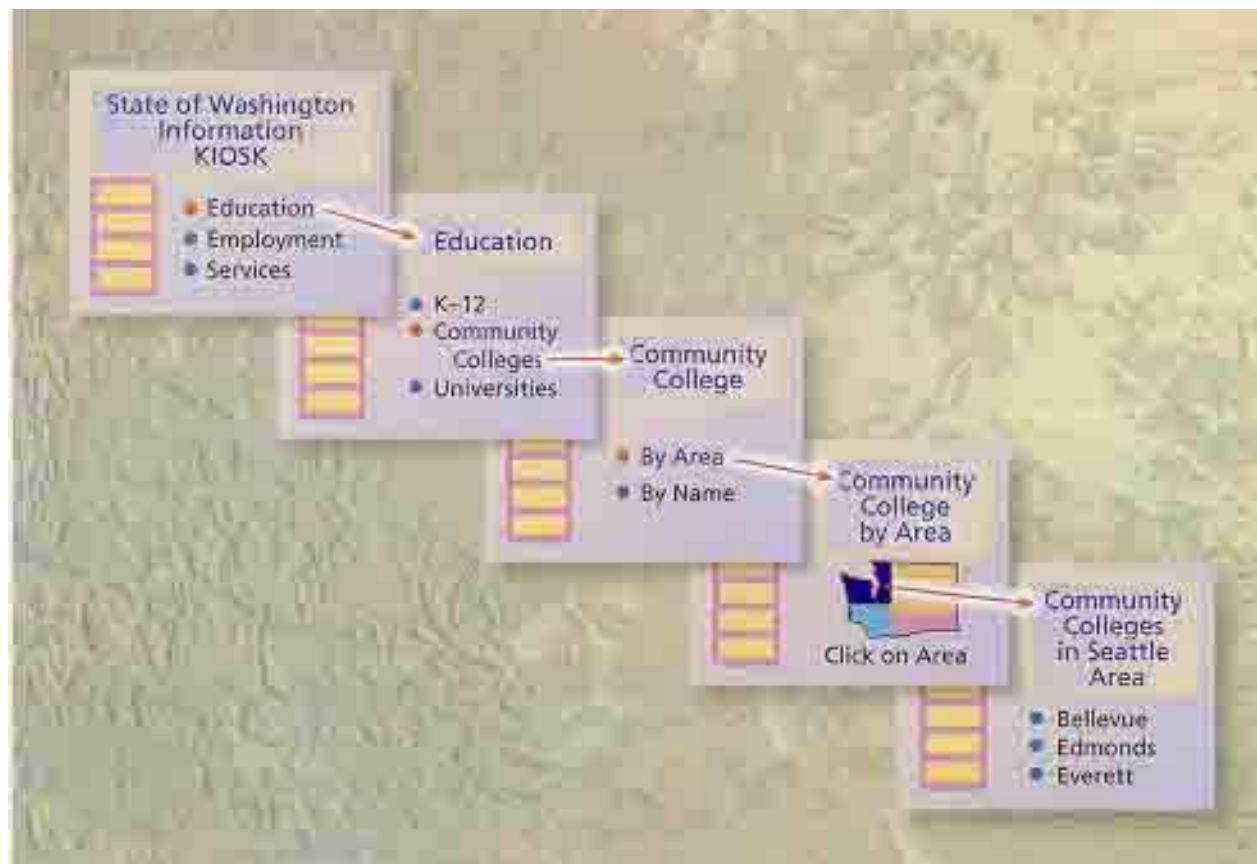 State of Washington
Information
KIOSK
Education
Employment
Services
Education
K–12
Community
Colleges
Universities
Community
College
By Area
By Name
Community
College
by Area
Click on Area
Community
Colleges
in Seattle
Area
Bellevue
Edmonds
Everett